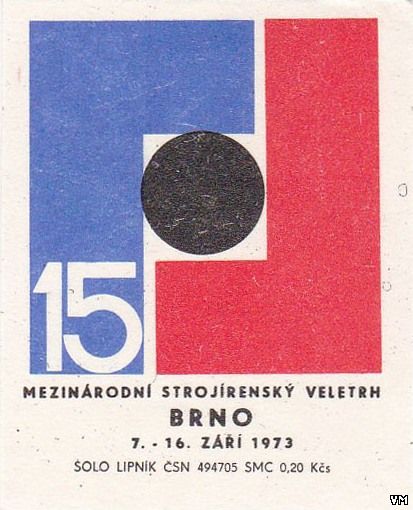 15
MEZINÁRODNÍ STROJÍRENSKÝ VELETRH
BRNO
7. - 16. ZÁŘÍ 1973
SOLO LIPNÍK ČSN 494705 SMC 0,20 Kčs
VM